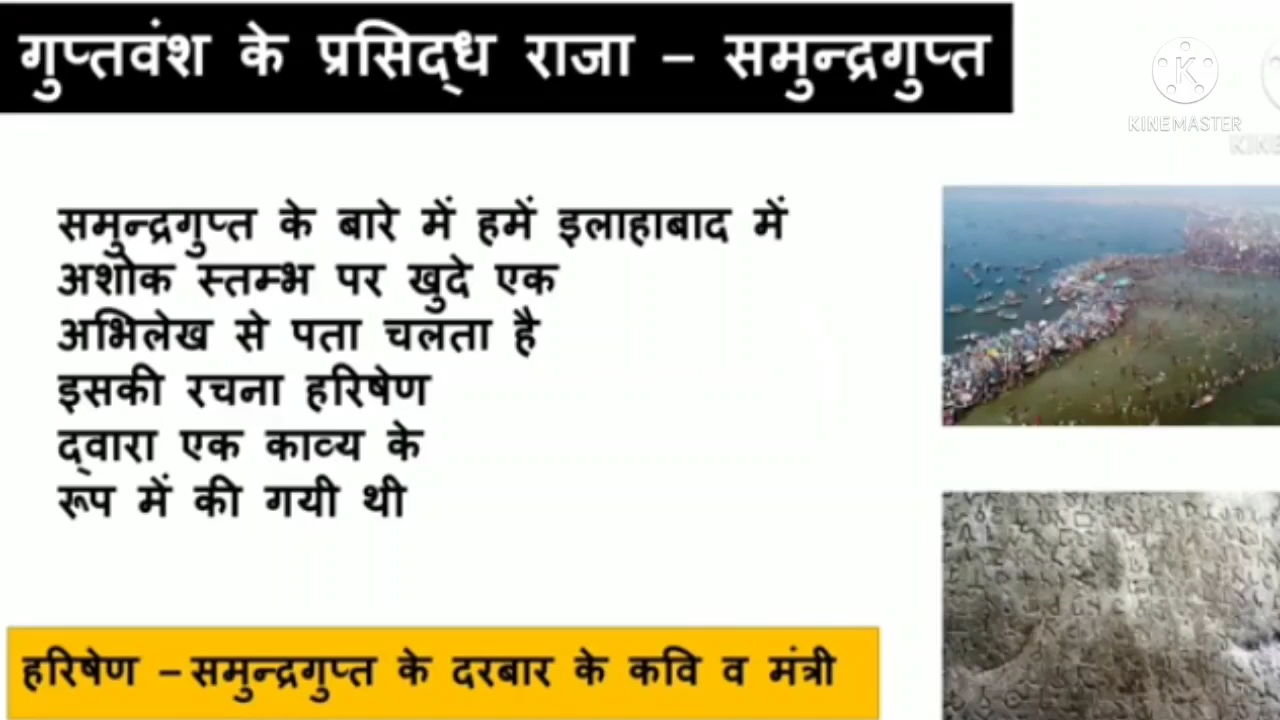 गुप्तवंश के प्रसिद्ध राजा – समुन्द्रगुप्त
KINEMASTER
समुन्द्रगुप्त के बारे में हमें इलाहाबाद में
अशोक स्तम्भ पर खुदे एक
अभिलेख से पता चलता है
इसकी रचना हरिषेण
द्वारा एक काव्य के
रूप में की गयी थी
हरिषेण – समुन्द्रगुप्त के दरबार के कवि व मंत्री